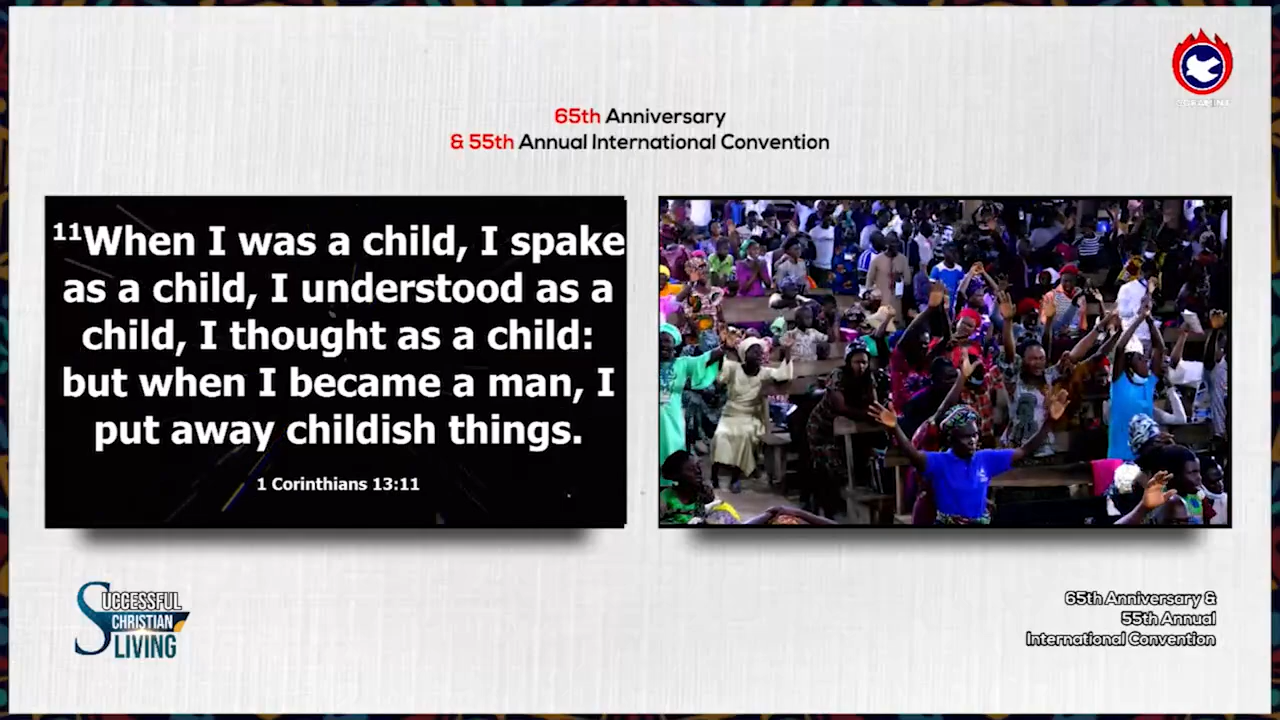 65th Anniversary
& 55th Annual International Convention
11When I was a child, I spake
as a child, I understood as a
child, I thought as a child:
but when I became a man, I
put away childish things.
1 Corinthians 13:11
SUCCESSFUL
CHRISTIAN
LIVING
65th Anniversary &
55th Annual
International Convention